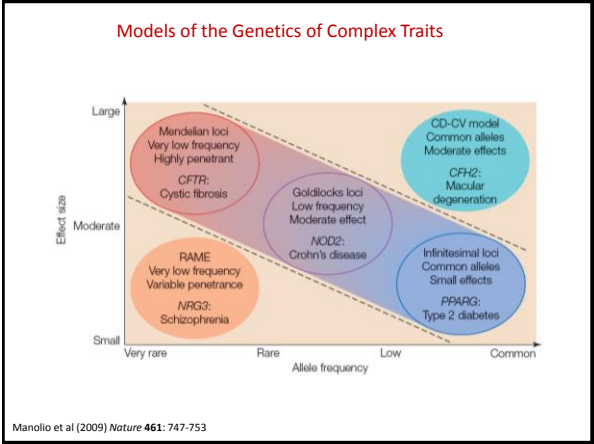 Models of the Genetics of Complex Traits
Large
Moderate
Small
Effect size
Mendelian loci
Very low frequency
Highly penetrant
CFTR:
Cystic fibrosis
Goldilocks loci
Low frequency
Moderate effect
NOD2:
Crohn's disease
CD-CV model
Common alleles
Moderate effects
CFH2:
Macular
degeneration
RAME
Very low frequency
Variable penetrance
NRG3:
Schizophrenia
Infinitesimal loci
Common alleles
Small effects
PPARG:
Type 2 diabetes
Very rare
Rare
Low
Common
Allele frequency
Manolio et al (2009) Nature 461: 747-753